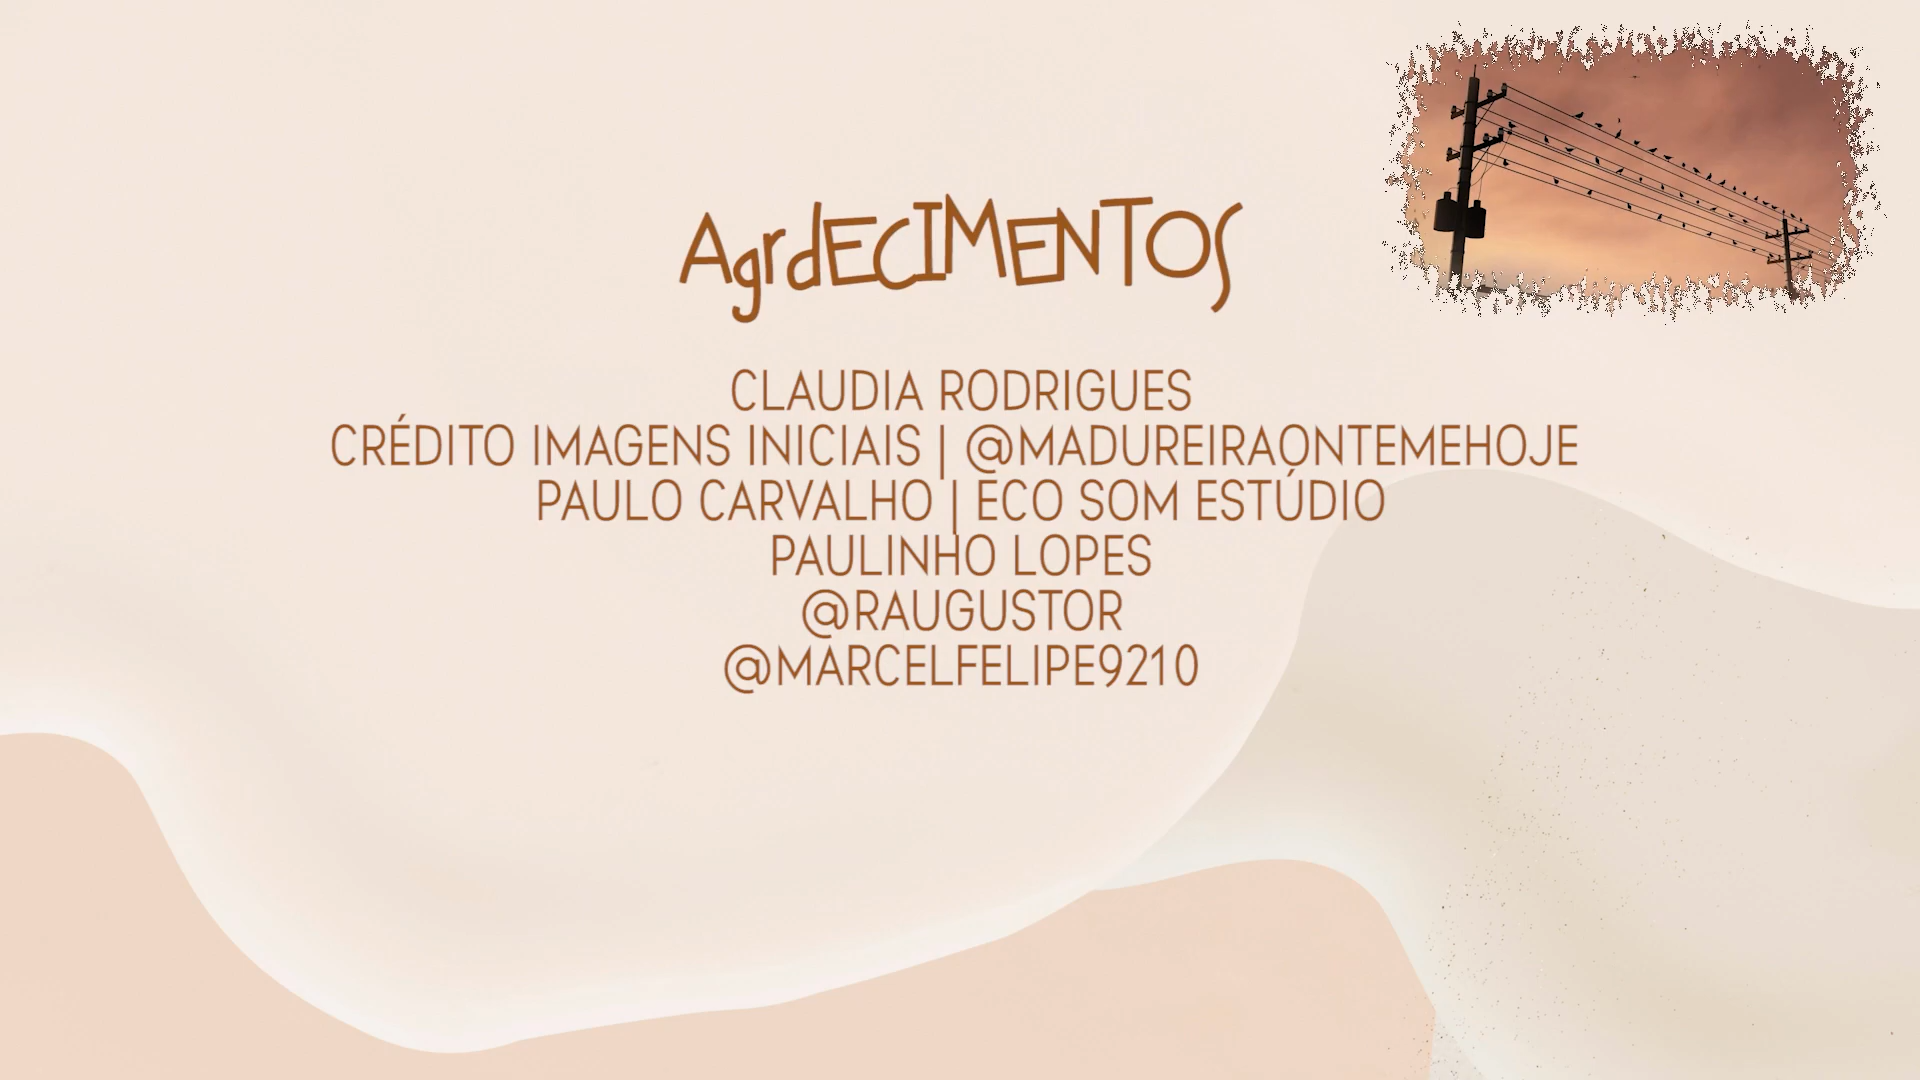 AgrdECIMENTOS
CLAUDIA RODRIGUES
CRÉDITO IMAGENS INICIAIS | @MADUREIRAONTEMEHOJE
PAULO CARVALHO | ECO SOM ESTÚDIO
PAULINHO LOPES
@RAUGUSTOR
@MARCELFELIPE9210